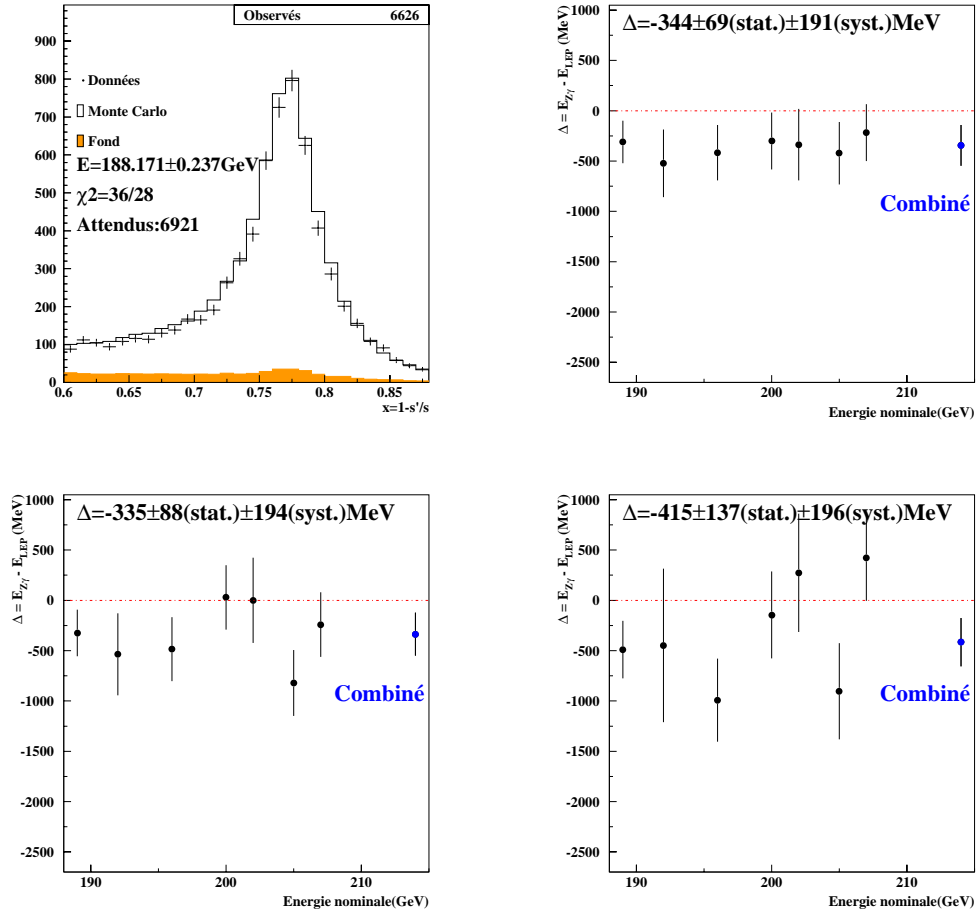 Observés 6626
900
800
700
600
500
400
300
200
100
0
· Données
Monte Carlo
Fond
E=188.171±0.237GeV
χ2=36/28
Attendus:6921
0.6 0.65 0.7 0.75 0.8 0.85
x=1-s'/s
Δ=-344±69(stat.)±191(syst.)MeV
Δ = E_Zγ - E_LEP (MeV)
1000
500
0
-500
-1000
-1500
-2000
-2500
Combiné
190 200 210
Energie nominale(GeV)
Δ=-335±88(stat.)±194(syst.)MeV
Δ = E_Zγ - E_LEP (MeV)
1000
500
0
-500
-1000
-1500
-2000
-2500
Combiné
190 200 210
Energie nominale(GeV)
Δ=-415±137(stat.)±196(syst.)MeV
Δ = E_Zγ - E_LEP (MeV)
1000
500
0
-500
-1000
-1500
-2000
-2500
Combiné
190 200 210
Energie nominale(GeV)